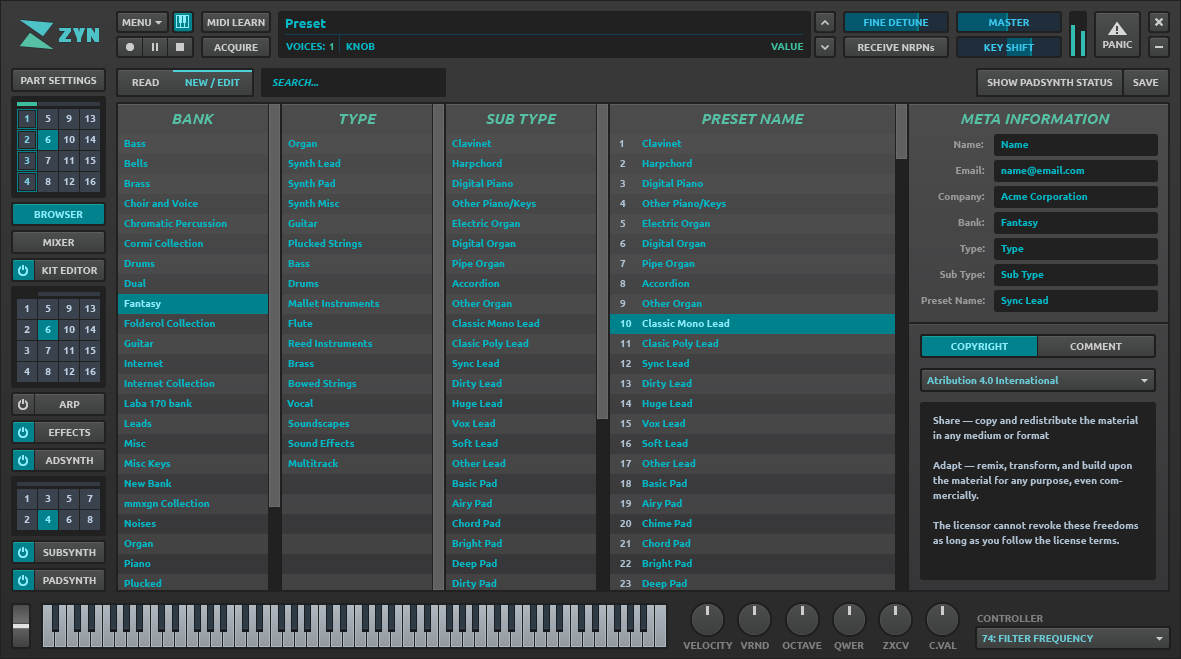 ZYN
MENU
MIDI LEARN
ACQUIRE
Preset
VOICES: 1 KNOB VALUE
FINE DETUNE MASTER
RECEIVE NRPNs KEY SHIFT
PANIC
PART SETTINGS
1 5 9 13
2 6 10 14
3 7 11 15
4 8 12 16
BROWSER
MIXER
KIT EDITOR
1 5 9 13
2 6 10 14
3 7 11 15
4 8 12 16
ARP
EFFECTS
ADSYNTH
1 3 5 7
2 4 6 8
SUBSYNTH
PADSYNTH
READ NEW / EDIT SEARCH...
SHOW PADSYNTH STATUS SAVE
BANK
Bass
Bells
Brass
Choir and Voice
Chromatic Percussion
Cormi Collection
Drums
Dual
Fantasy
Folderol Collection
Guitar
Internet
Internet Collection
Laba 170 bank
Leads
Misc
Misc Keys
New Bank
mmxgn Collection
Noises
Organ
Piano
Plucked
TYPE
Organ
Synth Lead
Synth Pad
Synth Misc
Guitar
Plucked Strings
Bass
Drums
Mallet Instruments
Flute
Reed Instruments
Brass
Bowed Strings
Vocal
Soundscapes
Sound Effects
Multitrack
SUB TYPE
Clavinet
Harpchord
Digital Piano
Other Piano/Keys
Electric Organ
Digital Organ
Pipe Organ
Accordion
Other Organ
Classic Mono Lead
Clasic Poly Lead
Sync Lead
Dirty Lead
Huge Lead
Vox Lead
Soft Lead
Other Lead
Basic Pad
Airy Pad
Chord Pad
Bright Pad
Deep Pad
Dirty Pad
PRESET NAME
1 Clavinet
2 Harpchord
3 Digital Piano
4 Other Piano/Keys
5 Electric Organ
6 Digital Organ
7 Pipe Organ
8 Accordion
9 Other Organ
10 Classic Mono Lead
11 Clasic Poly Lead
12 Sync Lead
13 Dirty Lead
14 Huge Lead
15 Vox Lead
16 Soft Lead
17 Other Lead
18 Basic Pad
19 Airy Pad
20 Chime Pad
21 Chord Pad
22 Bright Pad
23 Deep Pad
META INFORMATION
Name: Name
Email: name@email.com
Company: Acme Corporation
Bank: Fantasy
Type: Type
Sub Type: Sub Type
Preset Name: Sync Lead
COPYRIGHT COMMENT
Atribution 4.0 International
Share — copy and redistribute the material
in any medium or format
Adapt — remix, transform, and build upon
the material for any purpose, even com-
mercially.
The licensor cannot revoke these freedoms
as long as you follow the license terms.
VELOCITY VRND OCTAVE QWER ZXCV C.VAL
CONTROLLER
74: FILTER FREQUENCY